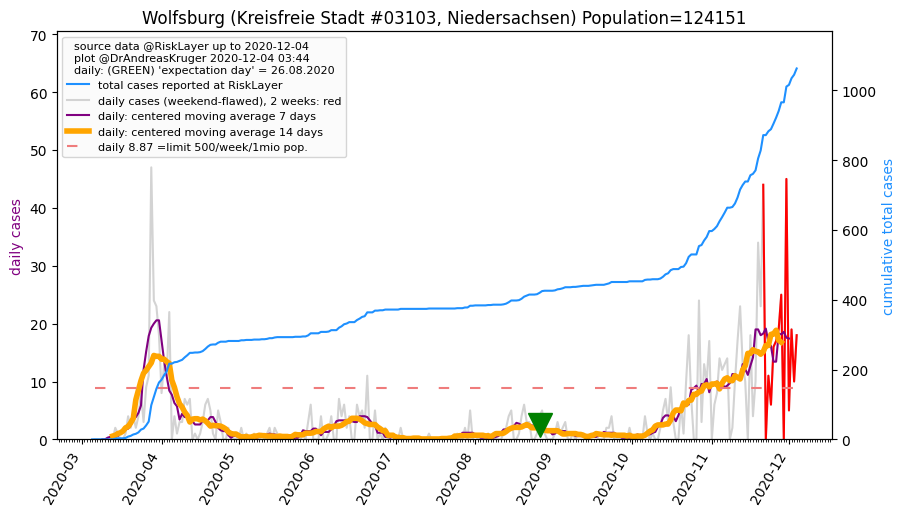 Wolfsburg (Kreisfreie Stadt #03103, Niedersachsen) Population=124151
source data @RiskLayer up to 2020-12-04
plot @DrAndreasKruger 2020-12-04 03:44
daily: (GREEN) 'expectation day' = 26.08.2020
total cases reported at RiskLayer
daily cases (weekend-flawed), 2 weeks: red
daily: centered moving average 7 days
daily: centered moving average 14 days
daily 8.87 =limit 500/week/1mio pop.
daily cases
70
60
50
40
30
20
10
0
cumulative total cases
1000
800
600
400
200
0
2020-03
2020-04
2020-05
2020-06
2020-07
2020-08
2020-09
2020-10
2020-11
2020-12